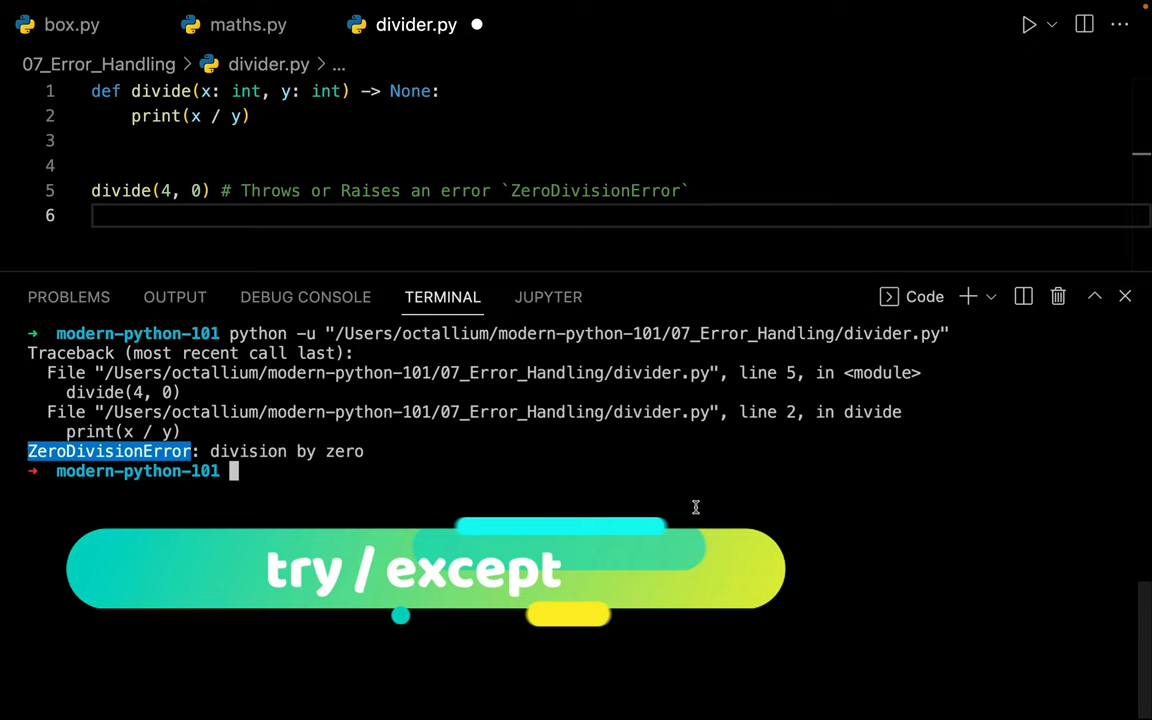 box.py
maths.py
divider.py
07_Error_Handling > divider.py > ...
1 def divide(x: int, y: int) -> None:
2 print(x / y)
3
4
5 divide(4, 0) # Throws or Raises an error `ZeroDivisionError`
6
PROBLEMS OUTPUT DEBUG CONSOLE TERMINAL JUPYTER
Code
→ modern-python-101 python -u "/Users/octallium/modern-python-101/07_Error_Handling/divider.py"
Traceback (most recent call last):
File "/Users/octallium/modern-python-101/07_Error_Handling/divider.py", line 5, in <module>
divide(4, 0)
File "/Users/octallium/modern-python-101/07_Error_Handling/divider.py", line 2, in divide
print(x / y)
ZeroDivisionError: division by zero
→ modern-python-101
try / except